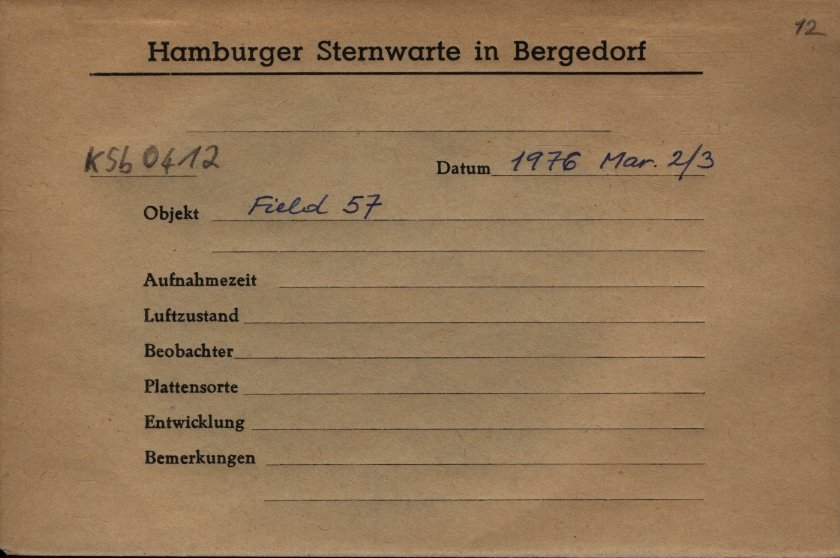 12
Hamburger Sternwarte in Bergedorf
KSb 0412
Datum 1976 Mar. 2/3
Objekt Field 57
Aufnahmezeit
Luftzustand
Beobachter
Plattensorte
Entwicklung
Bemerkungen